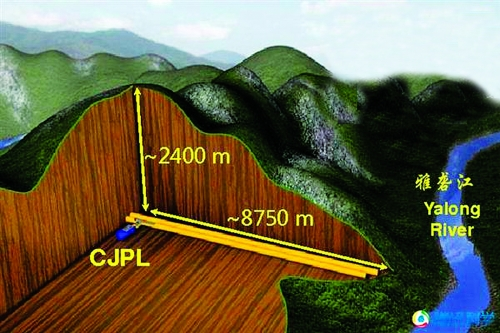 ~2400 m
雅砻江
Yalong
River
~8750 m
CJPL